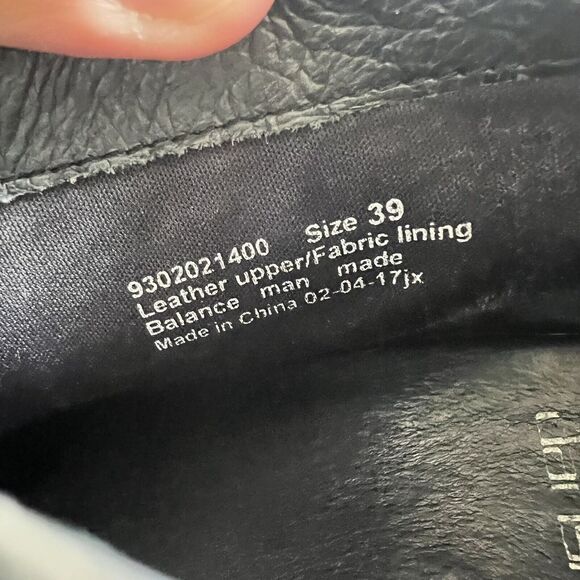 9302021400 Size 39
Leather upper/Fabric lining
Balance man made
Made in China 02-04-17jx